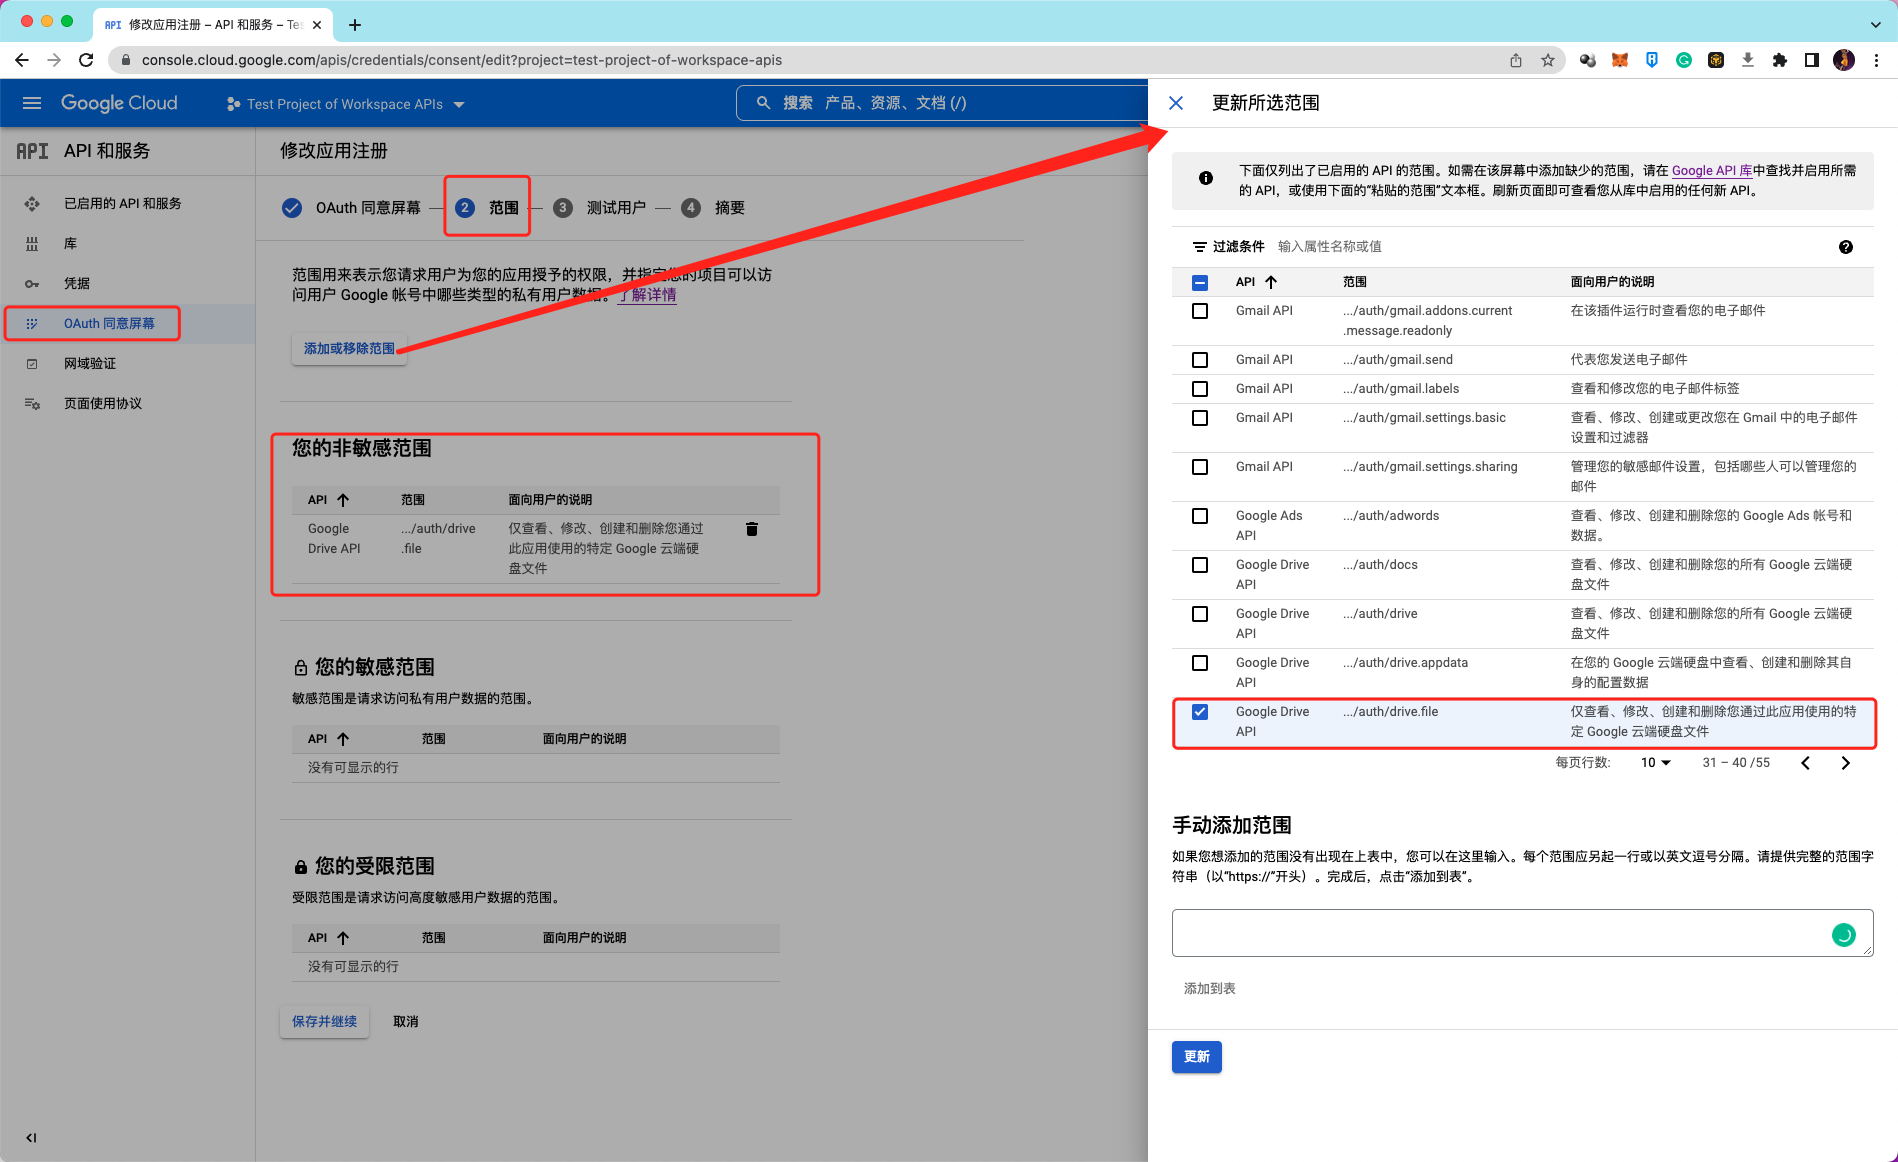 API 修改应用注册 – API 和服务 – Tes
console.cloud.google.com/apis/credentials/consent/edit?project=test-project-of-workspace-apis
Google Cloud
Test Project of Workspace APIs
搜索 产品、资源、文档 (/)
API API 和服务
已启用的 API 和服务
库
凭据
OAuth 同意屏幕
网域验证
页面使用协议
修改应用注册
OAuth 同意屏幕 — 2 范围 — 3 测试用户 — 4 摘要
范围用来表示您请求用户为您的应用授予的权限，并指定您的项目可以访
问用户 Google 帐号中哪些类型的私有用户数据。了解详情
添加或移除范围
您的非敏感范围
API 范围 面向用户的说明
Google .../auth/drive 仅查看、修改、创建和删除您通过
Drive API .file 此应用使用的特定 Google 云端硬
盘文件
您的敏感范围
敏感范围是请求访问私有用户数据的范围。
API 范围 面向用户的说明
没有可显示的行
您的受限范围
受限范围是请求访问高度敏感用户数据的范围。
API 范围 面向用户的说明
没有可显示的行
保存并继续 取消
更新所选范围
下面仅列出了已启用的 API 的范围。如需在该屏幕中添加缺少的范围，请在 Google API 库中查找并启用所需
的 API，或使用下面的“粘贴的范围”文本框。刷新页面即可查看您从库中启用的任何新 API。
过滤条件 输入属性名称或值
API 范围 面向用户的说明
Gmail API .../auth/gmail.addons.current 在该插件运行时查看您的电子邮件
.message.readonly
Gmail API .../auth/gmail.send 代表您发送电子邮件
Gmail API .../auth/gmail.labels 查看和修改您的电子邮件标签
Gmail API .../auth/gmail.settings.basic 查看、修改、创建或更改您在 Gmail 中的电子邮件
设置和过滤器
Gmail API .../auth/gmail.settings.sharing 管理您的敏感邮件设置，包括哪些人可以管理您的
邮件
Google Ads .../auth/adwords 查看、修改、创建和删除您的 Google Ads 帐号和
API 数据。
Google Drive .../auth/docs 查看、修改、创建和删除您的所有 Google 云端硬
API 盘文件
Google Drive .../auth/drive 查看、修改、创建和删除您的所有 Google 云端硬
API 盘文件
Google Drive .../auth/drive.appdata 在您的 Google 云端硬盘中查看、创建和删除其自
API 身的配置数据
Google Drive .../auth/drive.file 仅查看、修改、创建和删除您通过此应用使用的特
API 定 Google 云端硬盘文件
每页行数: 10 31 – 40 /55
手动添加范围
如果您想添加的范围没有出现在上表中，您可以在这里输入。每个范围应另起一行或以英文逗号分隔。请提供完整的范围字
符串（以“https://”开头）。完成后，点击“添加到表”。
添加到表
更新